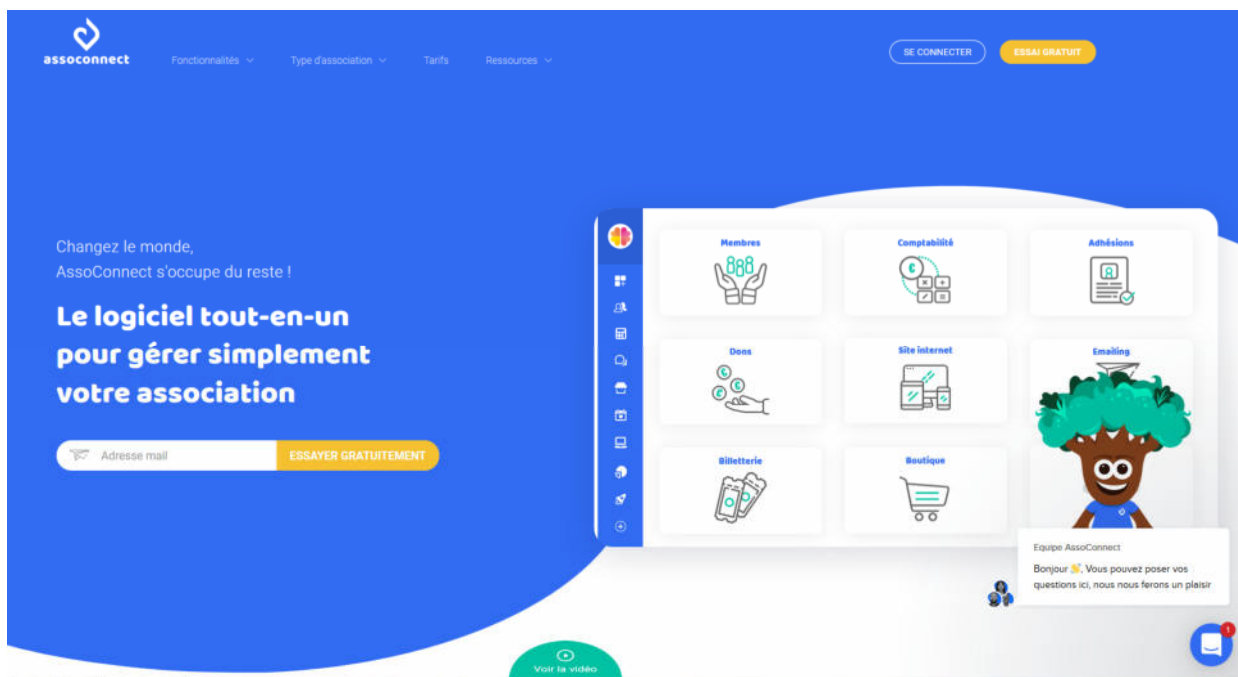 assoconnect
Fonctionnalités
Type d'association
Tarifs
Ressources
SE CONNECTER
ESSAI GRATUIT
Changez le monde,
AssoConnect s'occupe du reste !
Le logiciel tout-en-un
pour gérer simplement
votre association
Adresse mail
ESSAYER GRATUITEMENT
Membres
Comptabilité
Adhésions
Dons
Site internet
Emailing
Billetterie
Boutique
Equipe AssoConnect
Bonjour 👋, Vous pouvez poser vos
questions ici, nous nous ferons un plaisir
1
Voir la vidéo